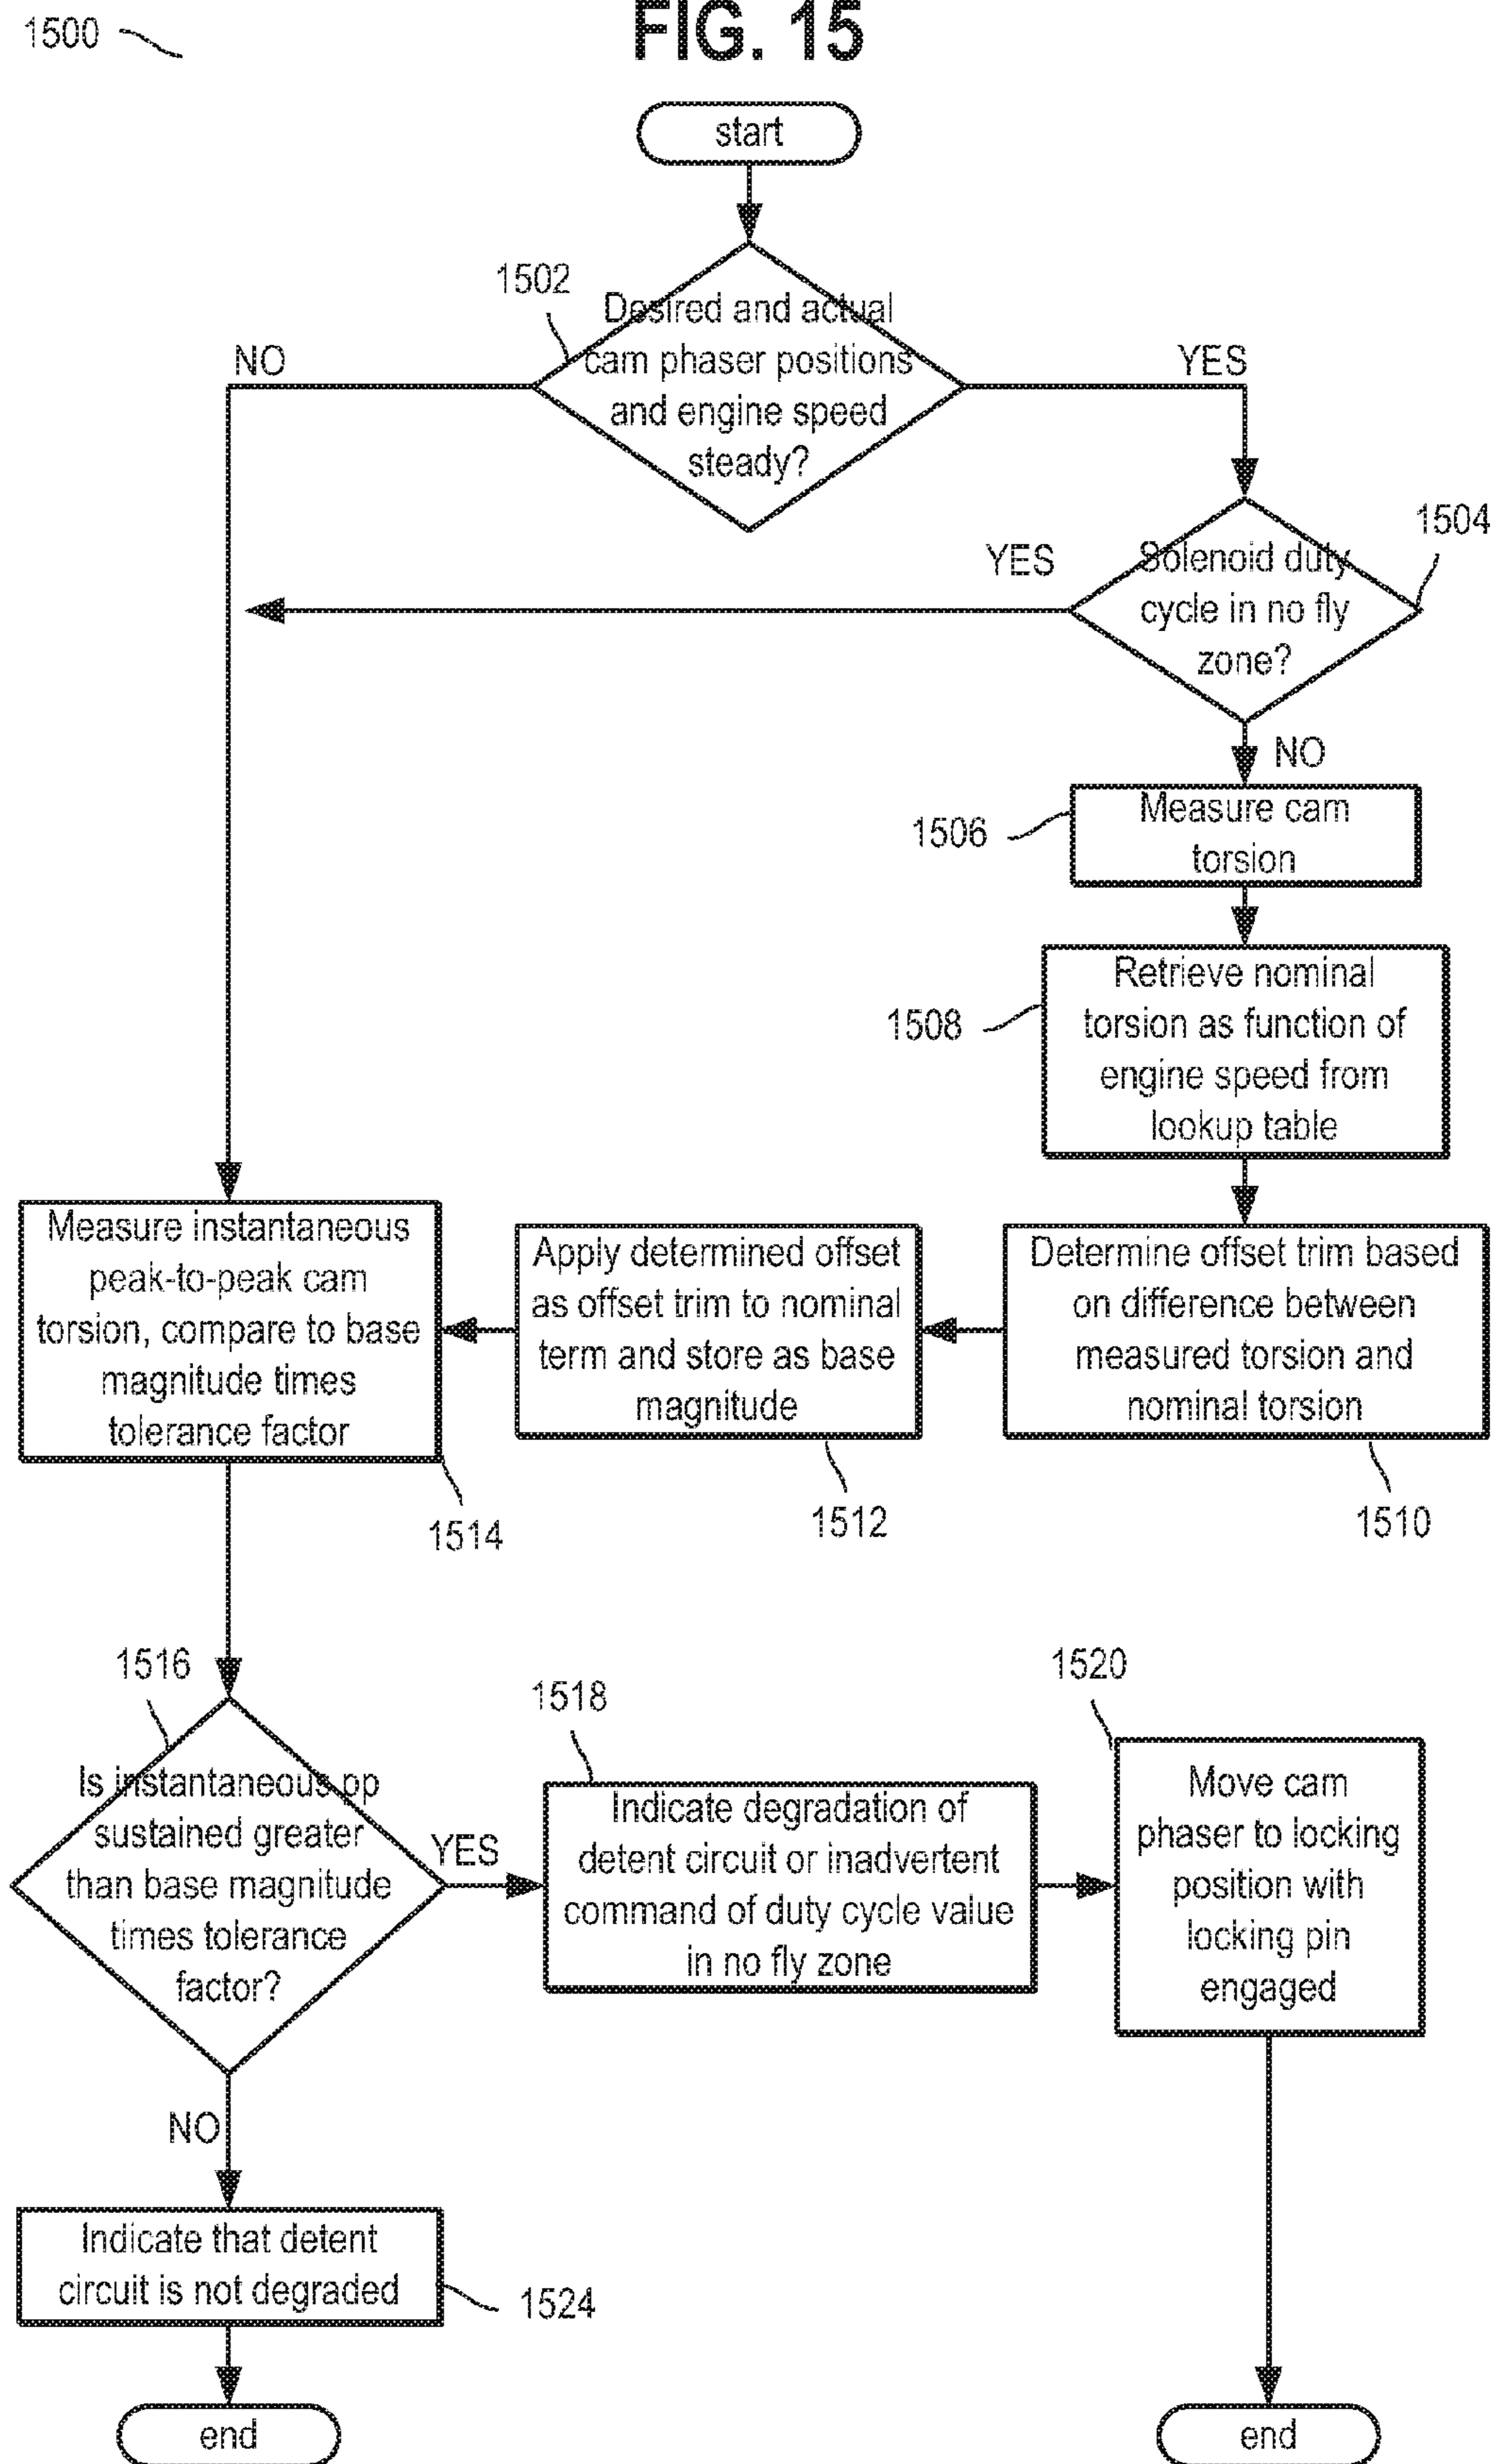 FIG. 15
1500
start
1502
Desired and actual
cam phaser positions
and engine speed
steady?
NO
YES
1504
Solenoid duty
cycle in no fly
zone?
YES
NO
1506
Measure cam
torsion
1508
Retrieve nominal
torsion as function of
engine speed from
lookup table
Determine offset trim based
on difference between
measured torsion and
nominal torsion
1510
Apply determined offset
as offset trim to nominal
term and store as base
magnitude
1512
Measure instantaneous
peak-to-peak cam
torsion, compare to base
magnitude times
tolerance factor
1514
1516
Is instantaneous pp
sustained greater
than base magnitude
times tolerance
factor?
YES
1518
Indicate degradation of
detent circuit or inadvertent
command of duty cycle value
in no fly zone
1520
Move cam
phaser to locking
position with
locking pin
engaged
NO
Indicate that detent
circuit is not degraded
1524
end
end